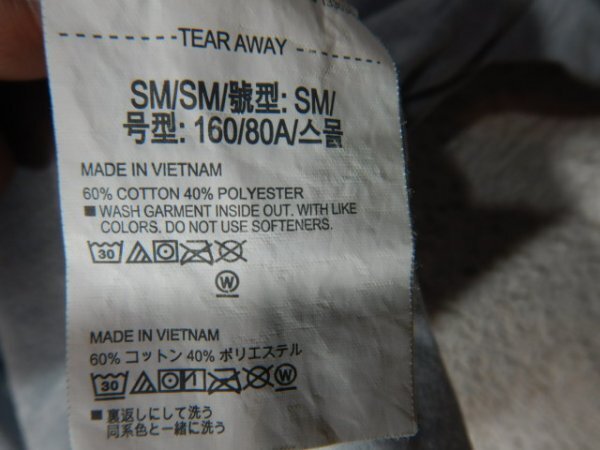 TEAR AWAY
SM/SM/號型: SM/
号型: 160/80A/스몰
MADE IN VIETNAM
60% COTTON 40% POLYESTER
■ WASH GARMENT INSIDE OUT. WITH LIKE
COLORS. DO NOT USE SOFTENERS.
30
W
MADE IN VIETNAM
60% コットン 40% ポリエステル
30 W
■ 裏返しにして洗う
同系色と一緒に洗う